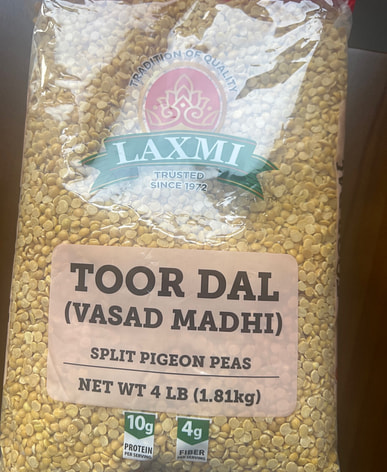 TRADITION OF QUALITY
LAXMI
TRUSTED
SINCE 1972
TOOR DAL
(VASAD MADHI)
SPLIT PIGEON PEAS
NET WT 4 LB (1.81kg)
10g
PROTEIN
PER SERVING
4g
FIBER
PER SERVING